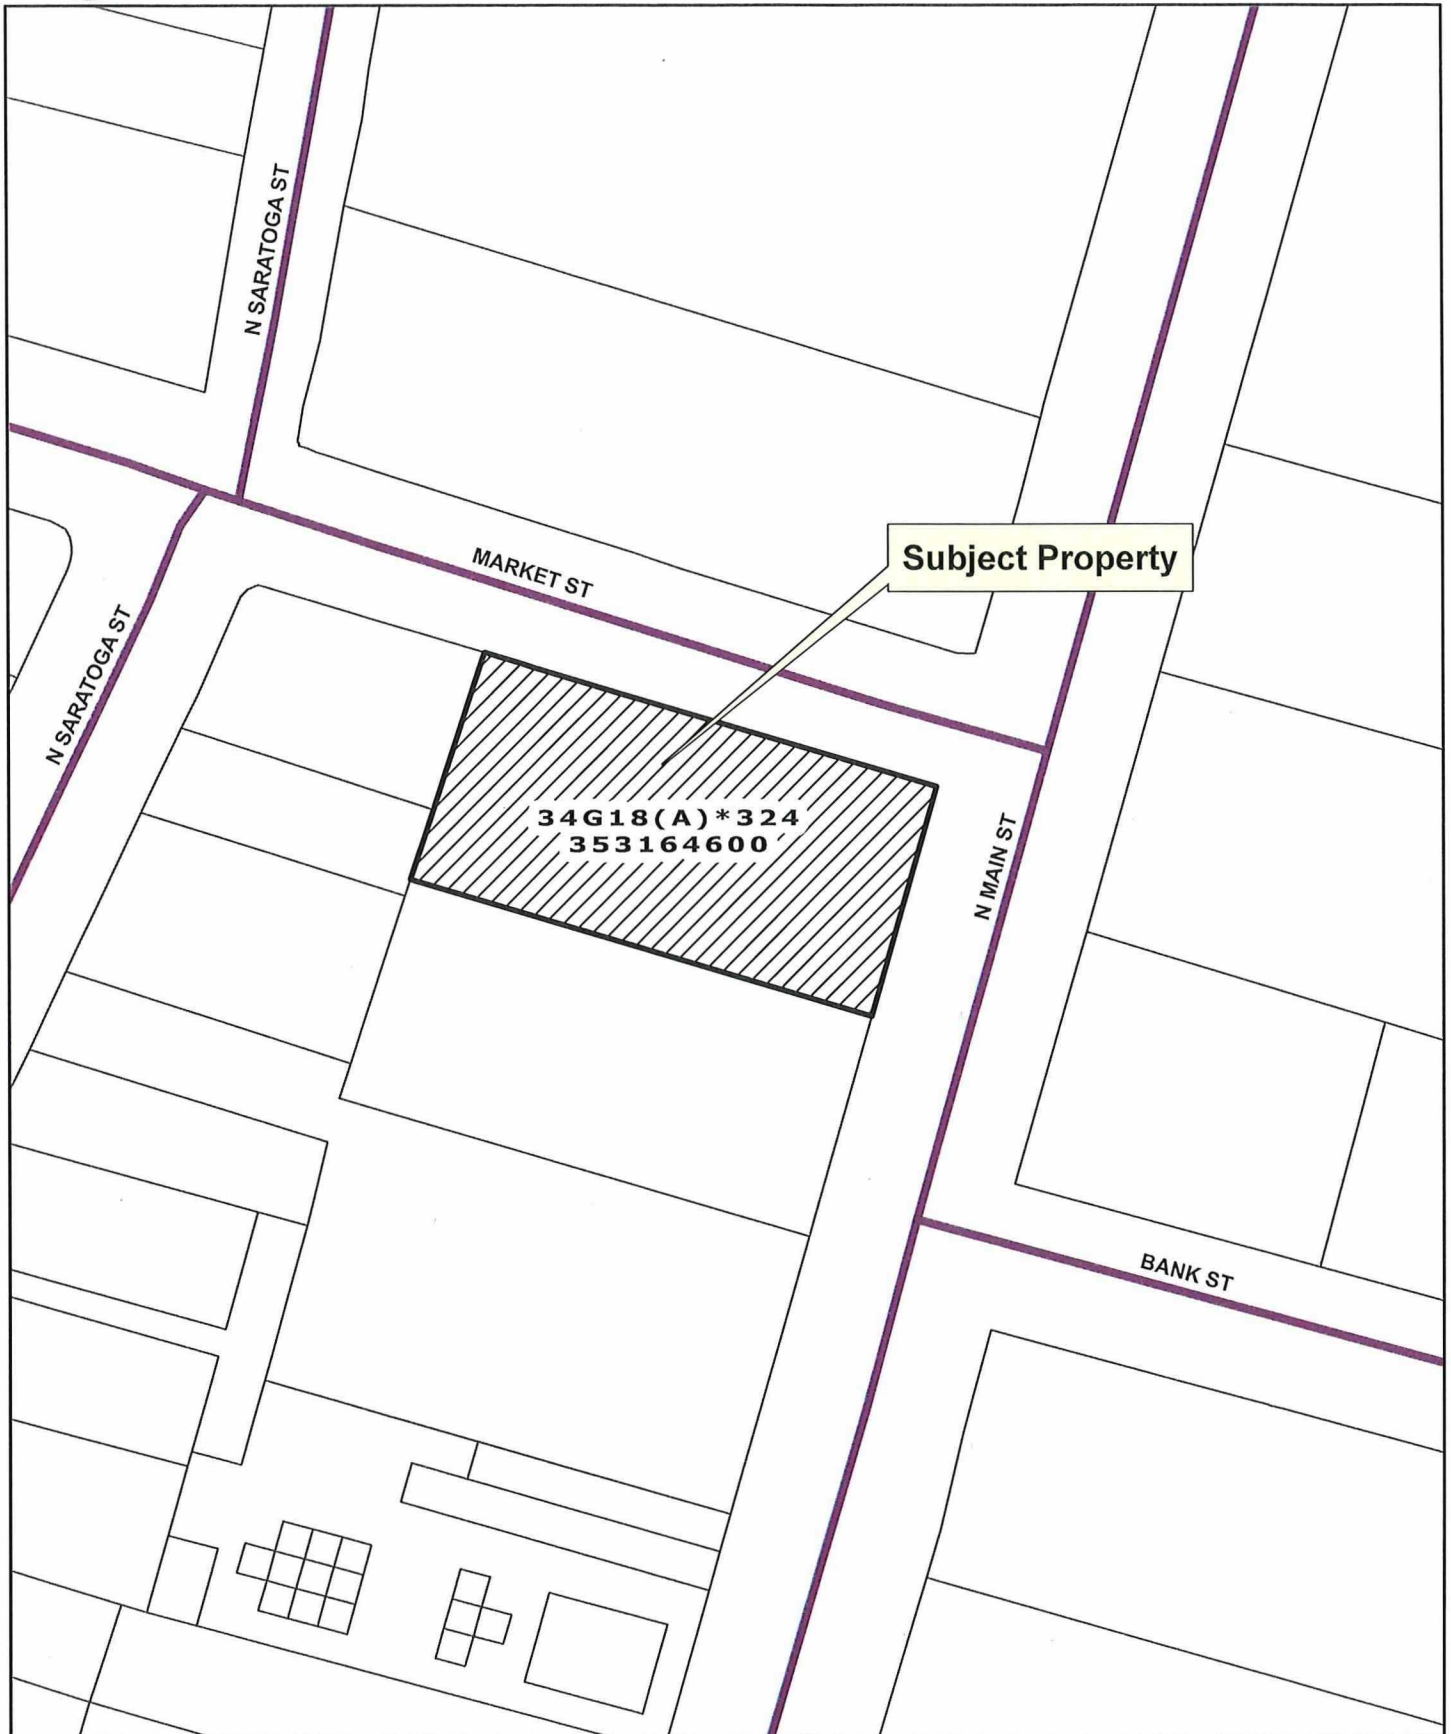 N SARATOGA ST
MARKET ST
Subject Property
N SARATOGA ST
34G18(A)*324
353164600
N MAIN ST
BANK ST